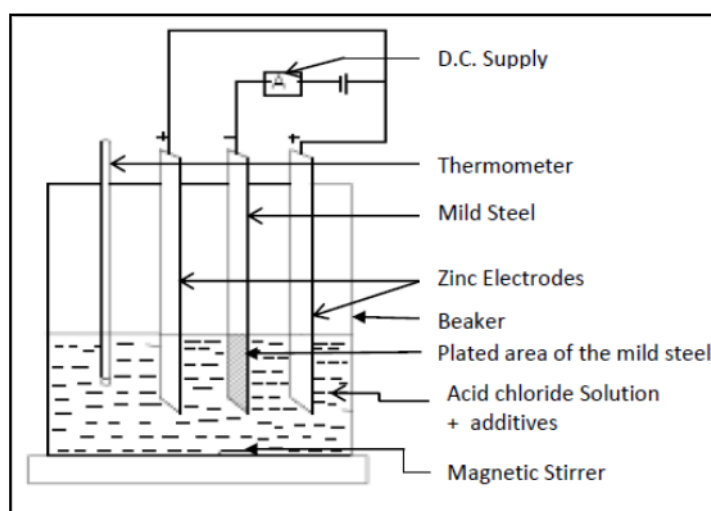 D.C. Supply
A
+
−
+
Thermometer
Mild Steel
Zinc Electrodes
Beaker
Plated area of the mild steel
Acid chloride Solution
+ additives
Magnetic Stirrer